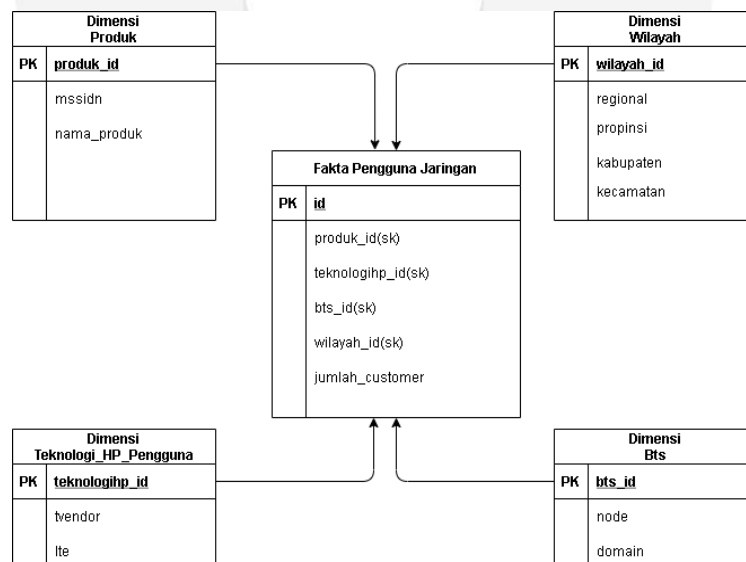 Dimensi
Produk
PK produk_id
mssidn
nama_produk
Dimensi
Wilayah
PK wilayah_id
regional
propinsi
kabupaten
kecamatan
Fakta Pengguna Jaringan
PK id
produk_id(sk)
teknologihp_id(sk)
bts_id(sk)
wilayah_id(sk)
jumlah_customer
Dimensi
Teknologi_HP_Pengguna
PK teknologihp_id
tvendor
lte
Dimensi
Bts
PK bts_id
node
domain